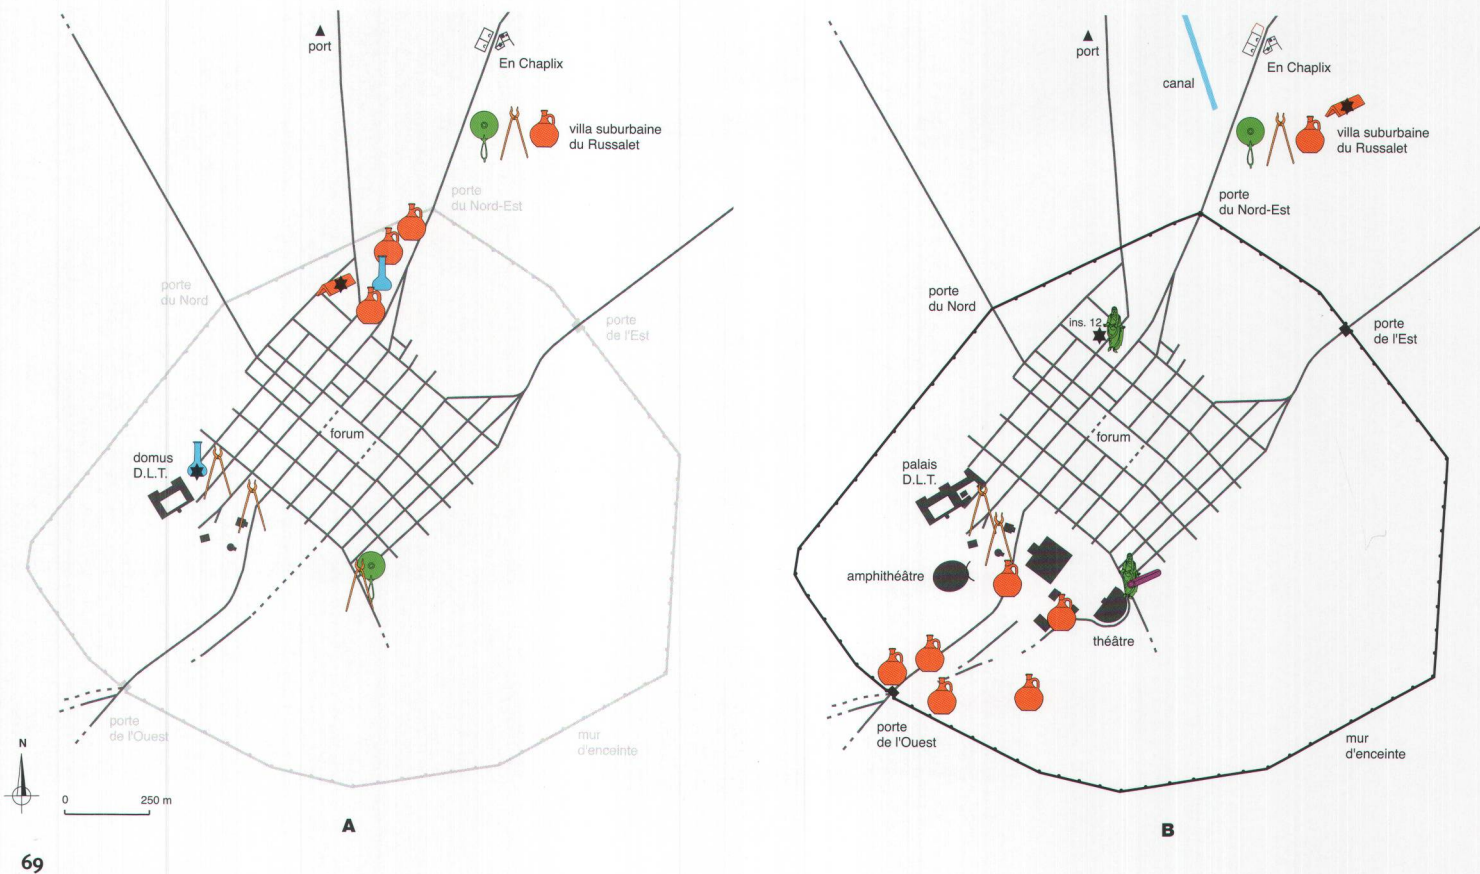 port
En Chaplix
villa suburbaine
du Russalet
porte
du Nord-Est
porte
du Nord
porte
de l'Est
forum
domus
D.L.T.
porte
de l'Ouest
mur
d'enceinte
N
0 250 m
A
port
canal
En Chaplix
villa suburbaine
du Russalet
porte
du Nord-Est
porte
du Nord
ins. 12
porte
de l'Est
forum
palais
D.L.T.
amphithéâtre
théâtre
porte
de l'Ouest
mur
d'enceinte
B
69